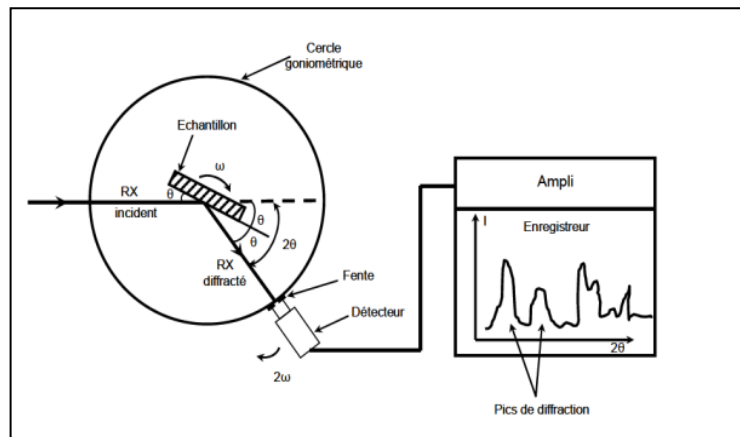 Cercle
goniométrique
Echantillon
ω
RX
incident
θ
θ
θ
2θ
RX
diffracté
Fente
Détecteur
2ω
Ampli
I
Enregistreur
2θ
Pics de diffraction